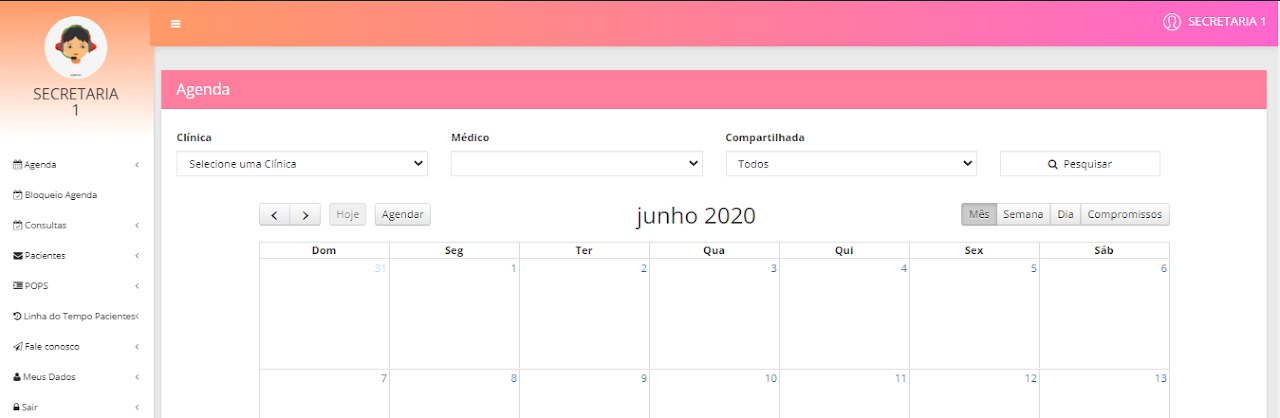 SECRETARIA 1
SECRETARIA
1
Agenda
Bloqueio Agenda
Consultas
Pacientes
POPS
Linha do Tempo Pacientes
Fale conosco
Meus Dados
Sair
Agenda
Clínica
Médico
Compartilhada
Selecione uma Clínica
Todos
Pesquisar
Hoje
Agendar
junho 2020
Mês
Semana
Dia
Compromissos
Dom Seg Ter Qua Qui Sex Sáb
31 1 2 3 4 5 6
7 8 9 10 11 12 13